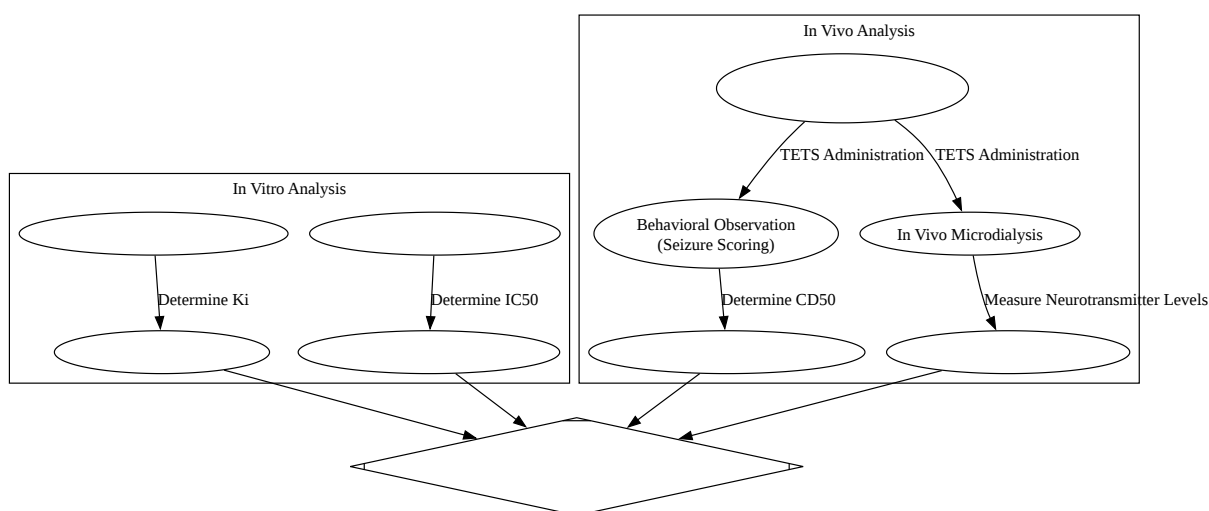 In Vivo Analysis
TETS Administration
TETS Administration
In Vitro Analysis
Behavioral Observation
(Seizure Scoring)
In Vivo Microdialysis
Determine Ki
Determine IC50
Determine CD50
Measure Neurotransmitter Levels